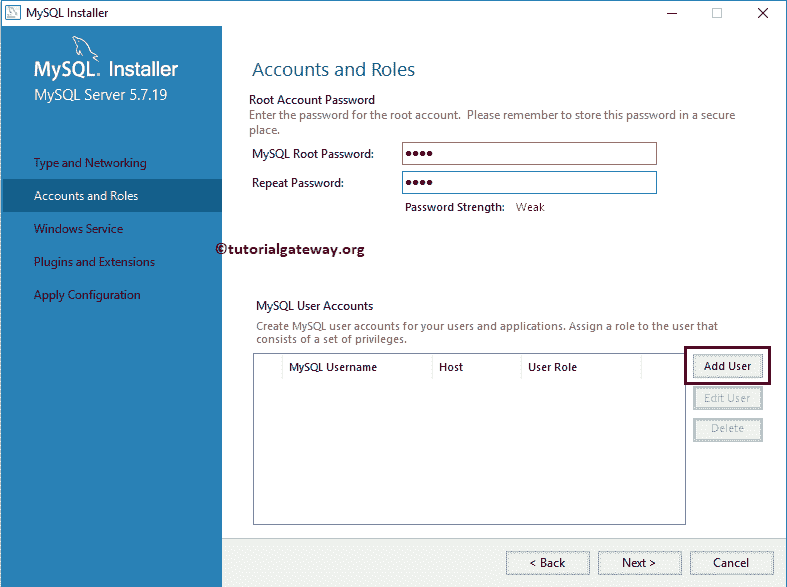 MySQL Installer
MySQL. Installer
MySQL Server 5.7.19
Type and Networking
Accounts and Roles
Windows Service
Plugins and Extensions
Apply Configuration
Accounts and Roles
Root Account Password
Enter the password for the root account. Please remember to store this password in a secure
place.
MySQL Root Password:
Repeat Password:
Password Strength: Weak
©tutorialgateway.org
MySQL User Accounts
Create MySQL user accounts for your users and applications. Assign a role to the user that
consists of a set of privileges.
MySQL Username Host User Role
Add User
Edit User
Delete
< Back Next > Cancel